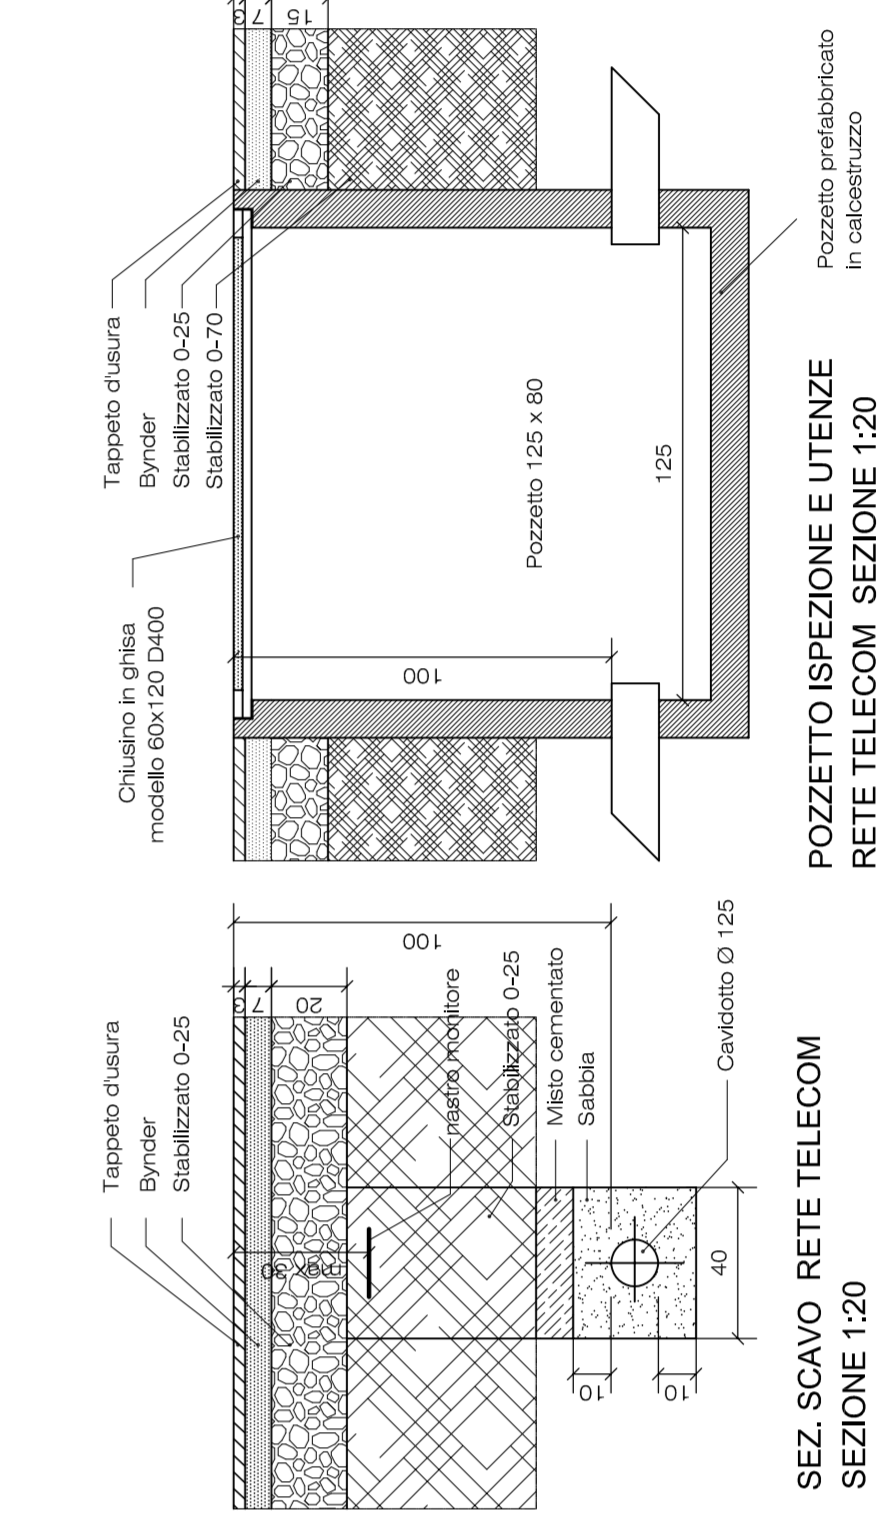 Tappeto d'usura
Bynder
Stabilizzato 0-25
3
7
20
100
max 30
nastro monitore
Stabilizzato 0-25
Misto cementato
Sabbia
Cavidotto Ø 125
10
10
40
SEZ. SCAVO RETE TELECOM
SEZIONE 1:20
Chiusino in ghisa
modello 60x120 D400
Tappeto d'usura
Bynder
Stabilizzato 0-25
Stabilizzato 0-70
3
7
15
100
Pozzetto 125 x 80
125
Pozzetto prefabbricato
in calcestruzzo
POZZETTO ISPEZIONE E UTENZE
RETE TELECOM SEZIONE 1:20